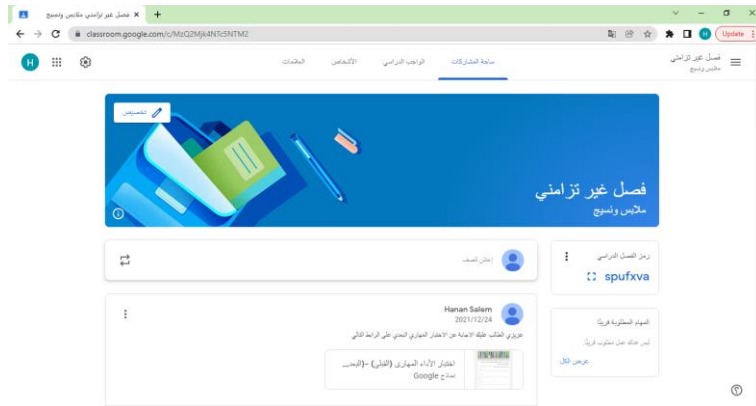 فصل غير تزامني ملابس ونسيج
classroom.google.com/c/MzQ2Mjk4NTc5NTM2
Update
فصل غير تزامني
ملابس ونسيج
ساحة المشاركات
الواجب الدراسي
الأشخاص
العلامات
H
تخصيص
فصل غير تزامني
ملابس ونسيج
رمز الفصل الدراسي
spufxva
إعلان للصف
المهام المطلوبة قريبًا
ليس هناك عمل مطلوب قريبًا.
عرض الكل
Hanan Salem
2021/12/24
عزيزي الطالب عليك الاجابة عن الاختبار المهاري البعدي على الرابط التالي
اختبار الأداء المهارى (القبلي) -(البعد...
نماذج Google